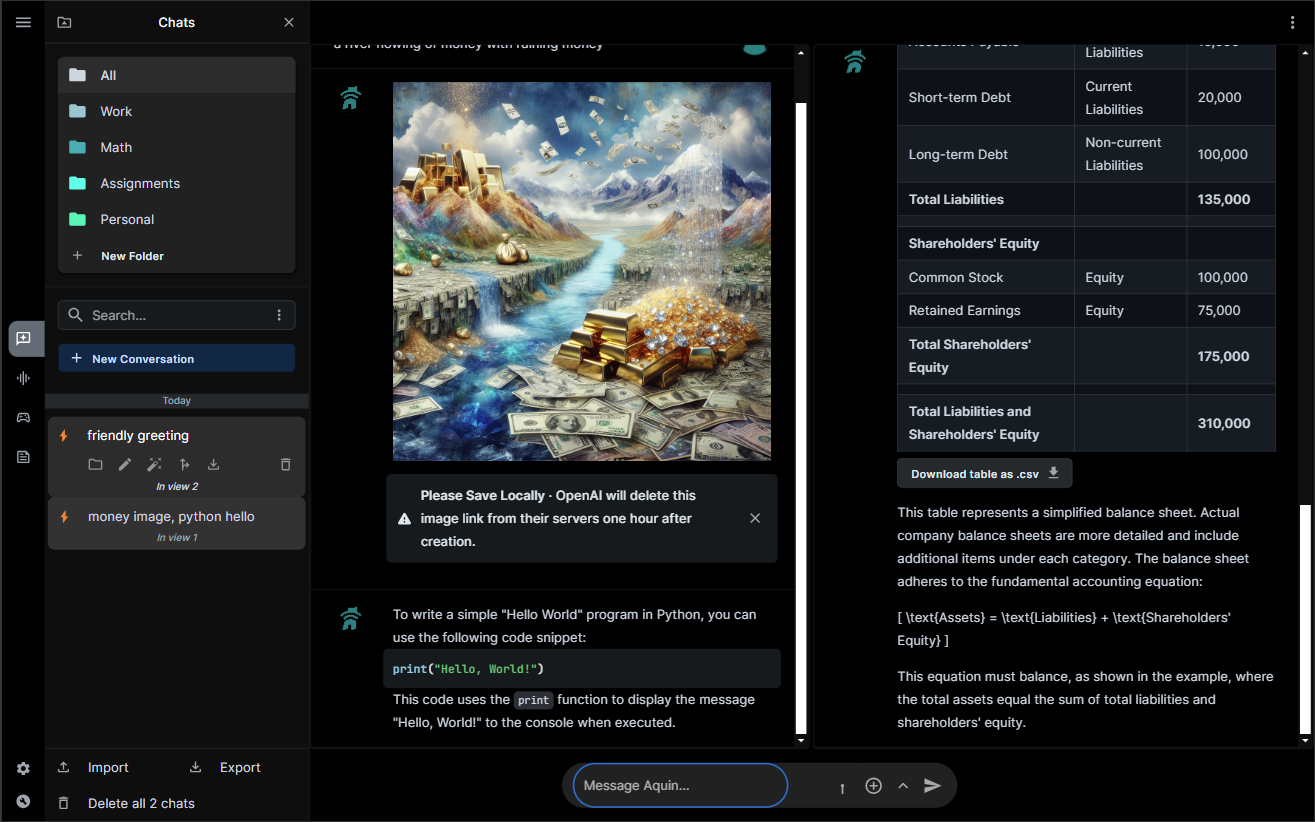 Chats
All
Work
Math
Assignments
Personal
New Folder
Search...
New Conversation
Today
friendly greeting
In view 2
money image, python hello
In view 1
Import
Export
Delete all 2 chats
a river flowing of money with raining money
Please Save Locally · OpenAI will delete this
image link from their servers one hour after
creation.
To write a simple "Hello World" program in Python, you can
use the following code snippet:
print("Hello, World!")
This code uses the print function to display the message
"Hello, World!" to the console when executed.
Accounts Payable
Liabilities
Short-term Debt
Current
Liabilities
20,000
Long-term Debt
Non-current
Liabilities
100,000
Total Liabilities
135,000
Shareholders' Equity
Common Stock
Equity
100,000
Retained Earnings
Equity
75,000
Total Shareholders'
Equity
175,000
Total Liabilities and
Shareholders' Equity
310,000
Download table as .csv
This table represents a simplified balance sheet. Actual
company balance sheets are more detailed and include
additional items under each category. The balance sheet
adheres to the fundamental accounting equation:
[ \text{Assets} = \text{Liabilities} + \text{Shareholders'
Equity} ]
This equation must balance, as shown in the example, where
the total assets equal the sum of total liabilities and
shareholders' equity.
Message Aquin...